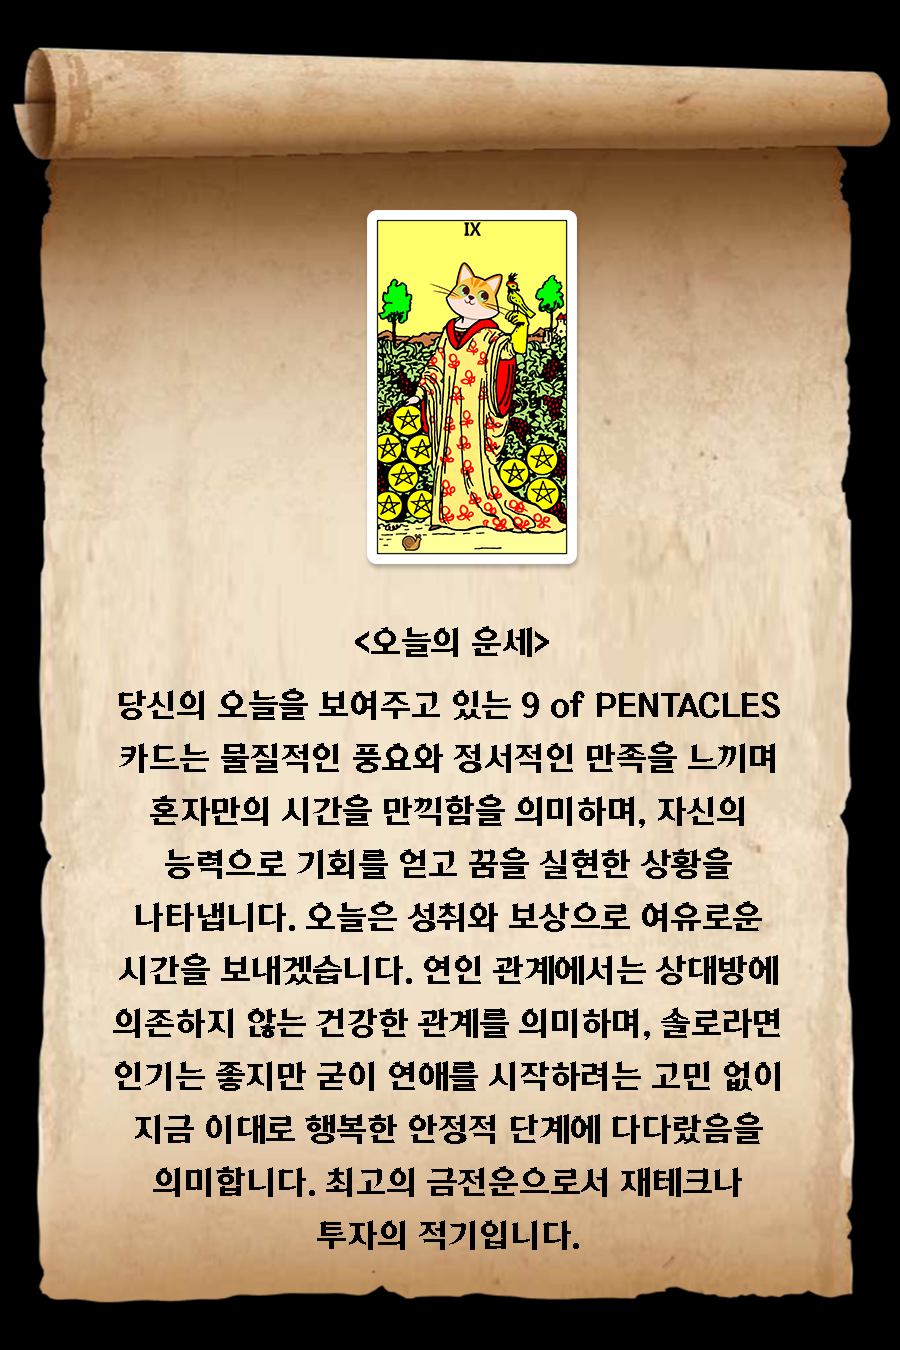 IX
<오늘의 운세>
당신의 오늘을 보여주고 있는 9 of PENTACLES
카드는 물질적인 풍요와 정서적인 만족을 느끼며
혼자만의 시간을 만끽함을 의미하며, 자신의
능력으로 기회를 얻고 꿈을 실현한 상황을
나타냅니다. 오늘은 성취와 보상으로 여유로운
시간을 보내겠습니다. 연인 관계에서는 상대방에
의존하지 않는 건강한 관계를 의미하며, 솔로라면
인기는 좋지만 굳이 연애를 시작하려는 고민 없이
지금 이대로 행복한 안정적 단계에 다다랐음을
의미합니다. 최고의 금전운으로서 재테크나
투자의 적기입니다.